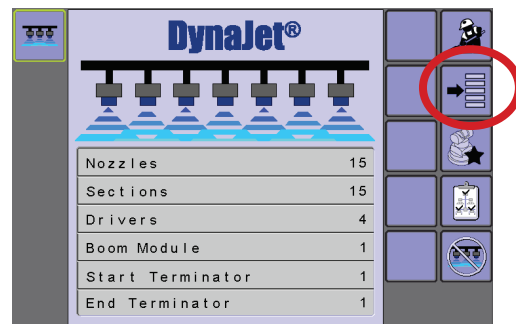 DynaJet®
Nozzles 15
Sections 15
Drivers 4
Boom Module 1
Start Terminator 1
End Terminator 1